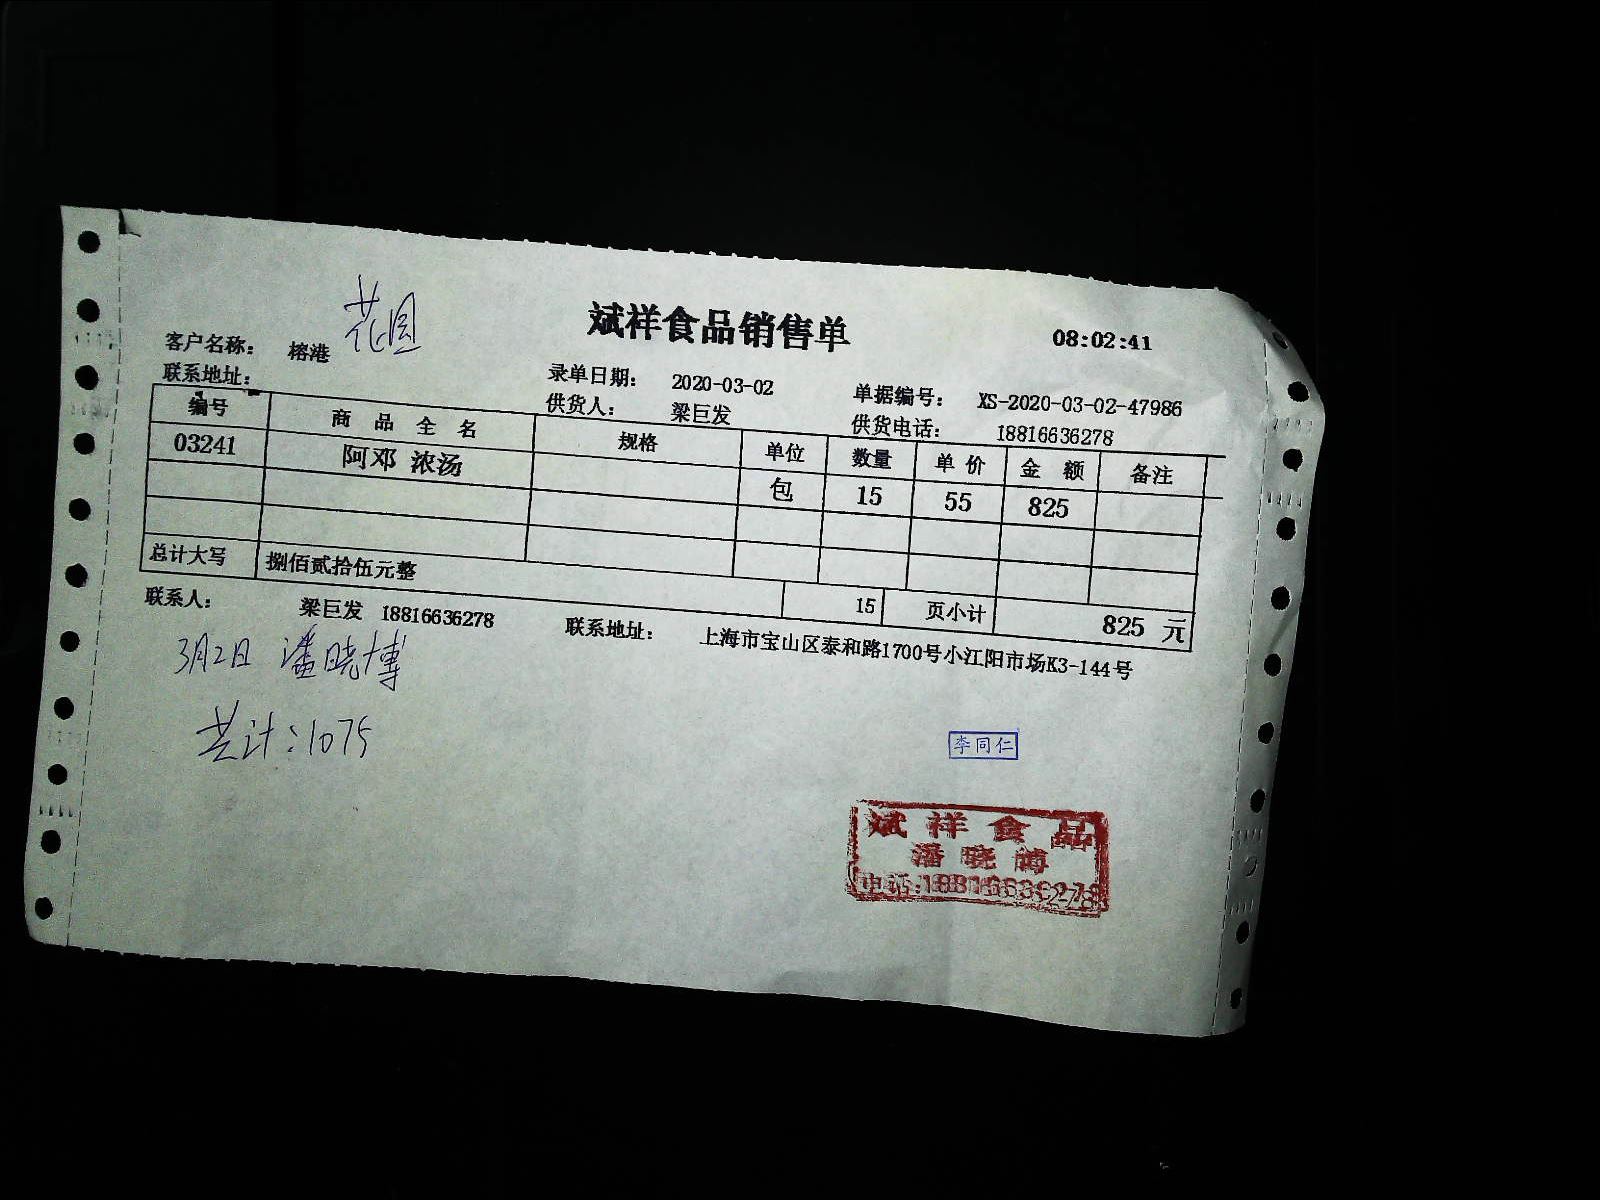 花园
斌祥食品销售单
08:02:41
客户名称： 榕港
录单日期： 2020-03-02
单据编号： XS-2020-03-02-47986
联系地址：
供货人： 梁巨发
供货电话： 18816636278
编号 商品全名 规格 单位 数量 单价 金额 备注
03241 阿邓 浓汤 包 15 55 825
总计大写 捌佰贰拾伍元整 15 页小计 825 元
联系人： 梁巨发 18816636278 联系地址： 上海市宝山区泰和路1700号小江阳市场K3-144号
3月2日 潘晓博
共计：1075
李同仁
斌祥食品
潘晓博
电话:18816636278